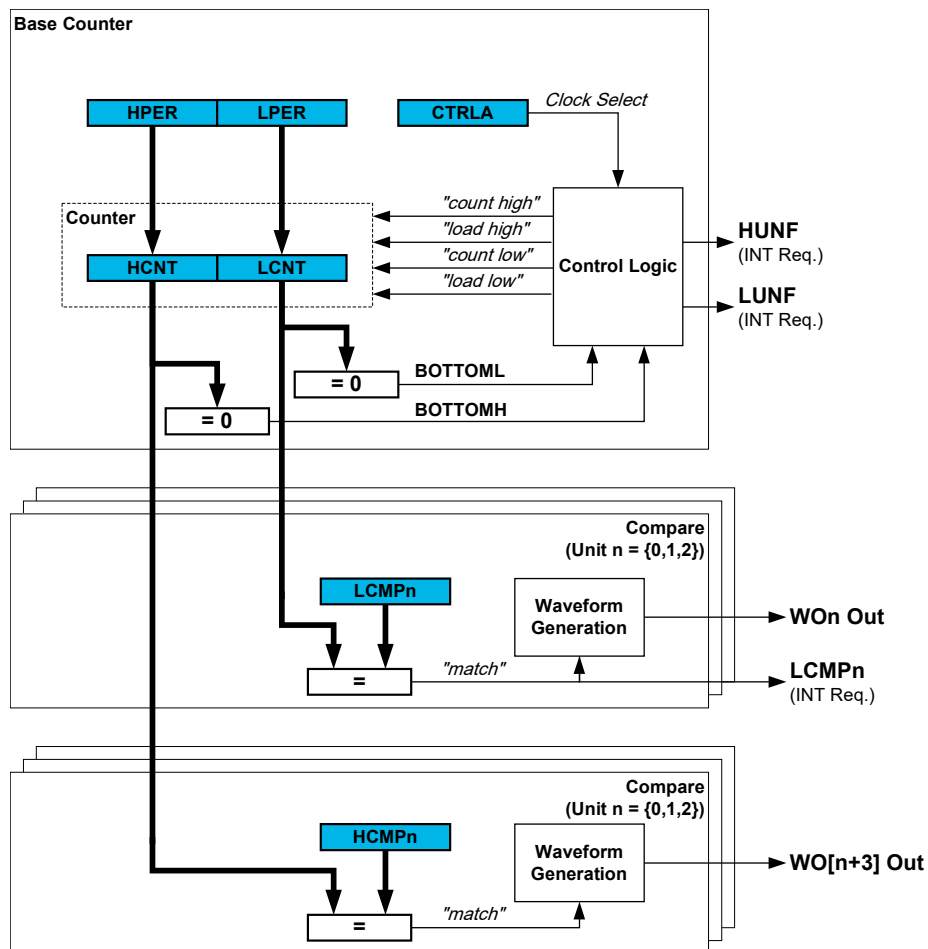 Base Counter
HPER
LPER
CTRLA
Clock Select
Counter
"count high"
"load high"
"count low"
"load low"
HCNT
LCNT
Control Logic
HUNF
(INT Req.)
LUNF
(INT Req.)
= 0
BOTTOML
= 0
BOTTOMH
Compare
(Unit n = {0,1,2})
LCMPn
Waveform
Generation
WOn Out
=
"match"
LCMPn
(INT Req.)
Compare
(Unit n = {0,1,2})
HCMPn
Waveform
Generation
WO[n+3] Out
=
"match"